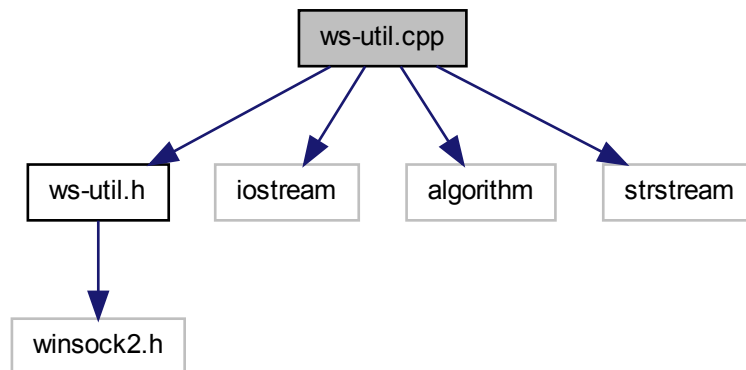 ws-util.cpp
ws-util.h
iostream
algorithm
strstream
winsock2.h